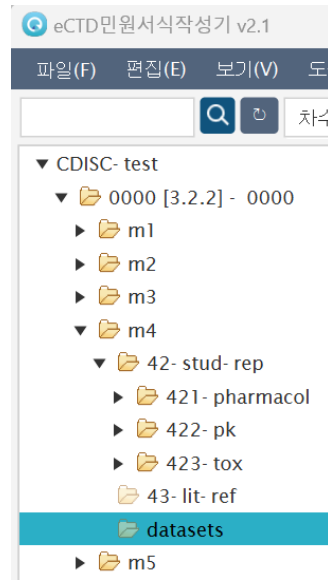 eCTD민원서식작성기 v2.1
파일(F) 편집(E) 보기(V)
CDISC- test
0000 [3.2.2] - 0000
m1
m2
m3
m4
42- stud- rep
421- pharmacol
422- pk
423- tox
43- lit- ref
datasets
m5